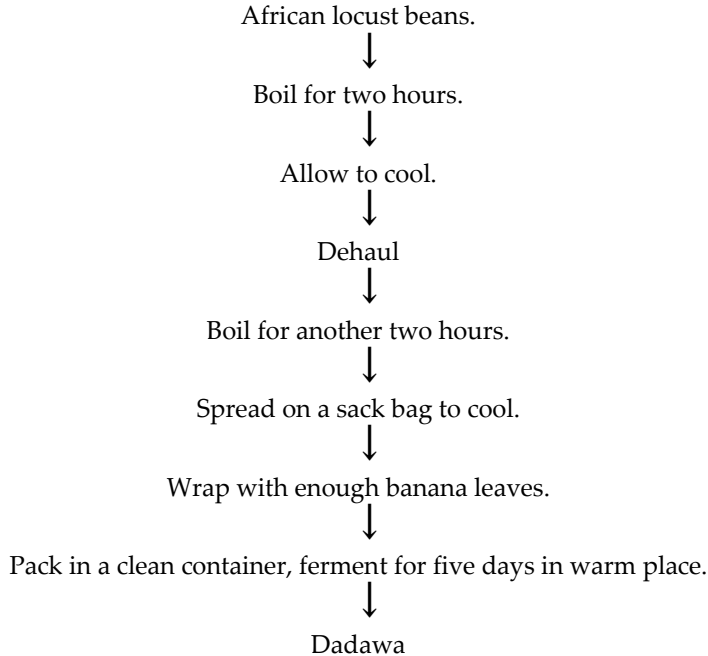 African locust beans.
Boil for two hours.
Allow to cool.
Dehaul
Boil for another two hours.
Spread on a sack bag to cool.
Wrap with enough banana leaves.
Pack in a clean container, ferment for five days in warm place.
Dadawa